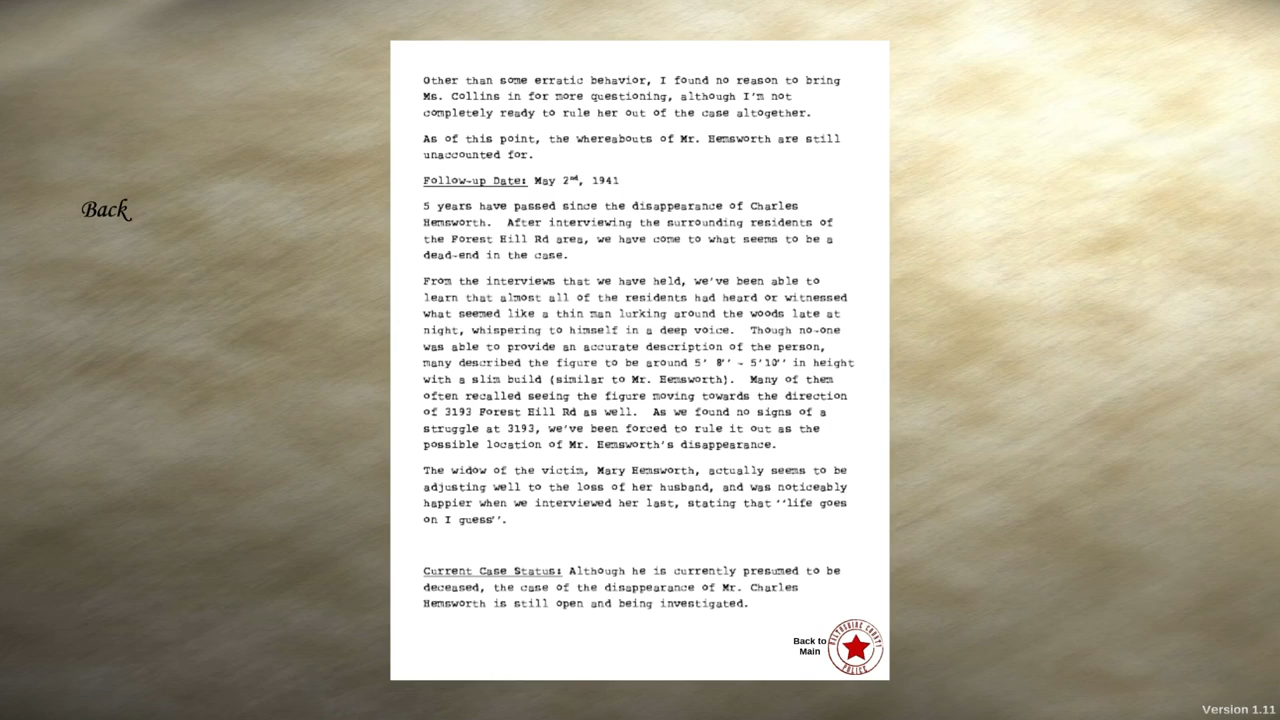 Other than some erratic behavior, I found no reason to bring
Ms. Collins in for more questioning, although I'm not
completely ready to rule her out of the case altogether.
As of this point, the whereabouts of Mr. Hemsworth are still
unaccounted for.
Follow-up Date: May 2nd, 1941
5 years have passed since the disappearance of Charles
Hemsworth. After interviewing the surrounding residents of
the Forest Hill Rd area, we have come to what seems to be a
dead-end in the case.
From the interviews that we have held, we've been able to
learn that almost all of the residents had heard or witnessed
what seemed like a thin man lurking around the woods late at
night, whispering to himself in a deep voice. Though no-one
was able to provide an accurate description of the person,
many described the figure to be around 5' 8'' - 5'10'' in height
with a slim build (similar to Mr. Hemsworth). Many of them
often recalled seeing the figure moving towards the direction
of 3193 Forest Hill Rd as well. As we found no signs of a
struggle at 3193, we've been forced to rule it out as the
possible location of Mr. Hemsworth's disappearance.
The widow of the victim, Mary Hemsworth, actually seems to be
adjusting well to the loss of her husband, and was noticeably
happier when we interviewed her last, stating that ''life goes
on I guess''.
Current Case Status: Although he is currently presumed to be
deceased, the case of the disappearance of Mr. Charles
Hemsworth is still open and being investigated.
Back
Back to
Main
COUNTY
POLICE
Version 1.11